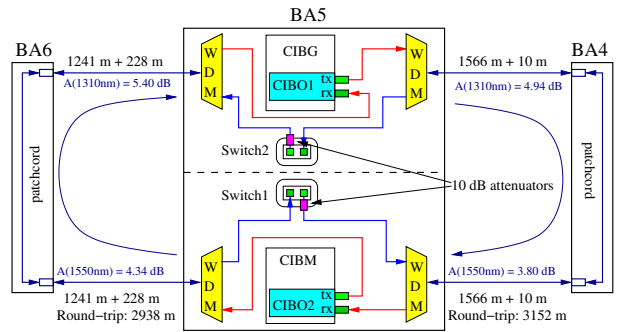 BA5
BA6
BA4
1241 m + 228 m
A(1310nm) = 5.40 dB
W
D
M
CIBG
CIBO1
tx
rx
W
D
M
1566 m + 10 m
A(1310nm) = 4.94 dB
patchcord
patchcord
Switch2
10 dB attenuators
Switch1
A(1550nm) = 4.34 dB
1241 m + 228 m
Round-trip: 2938 m
W
D
M
CIBM
CIBO2
tx
rx
W
D
M
A(1550nm) = 3.80 dB
1566 m + 10 m
Round-trip: 3152 m